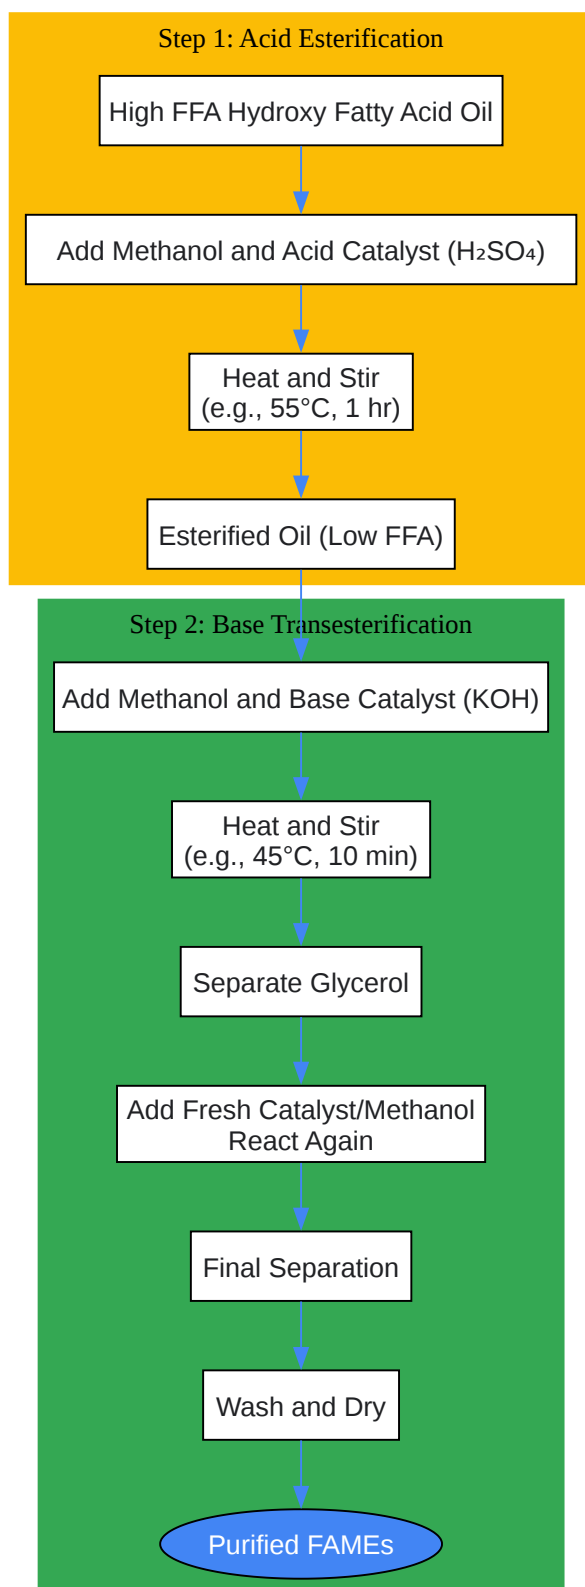 Step 1: Acid Esterification
High FFA Hydroxy Fatty Acid Oil
Add Methanol and Acid Catalyst (H₂SO₄)
Heat and Stir
(e.g., 55°C, 1 hr)
Esterified Oil (Low FFA)
Step 2: Base Transesterification
Add Methanol and Base Catalyst (KOH)
Heat and Stir
(e.g., 45°C, 10 min)
Separate Glycerol
Add Fresh Catalyst/Methanol
React Again
Final Separation
Wash and Dry
Purified FAMEs